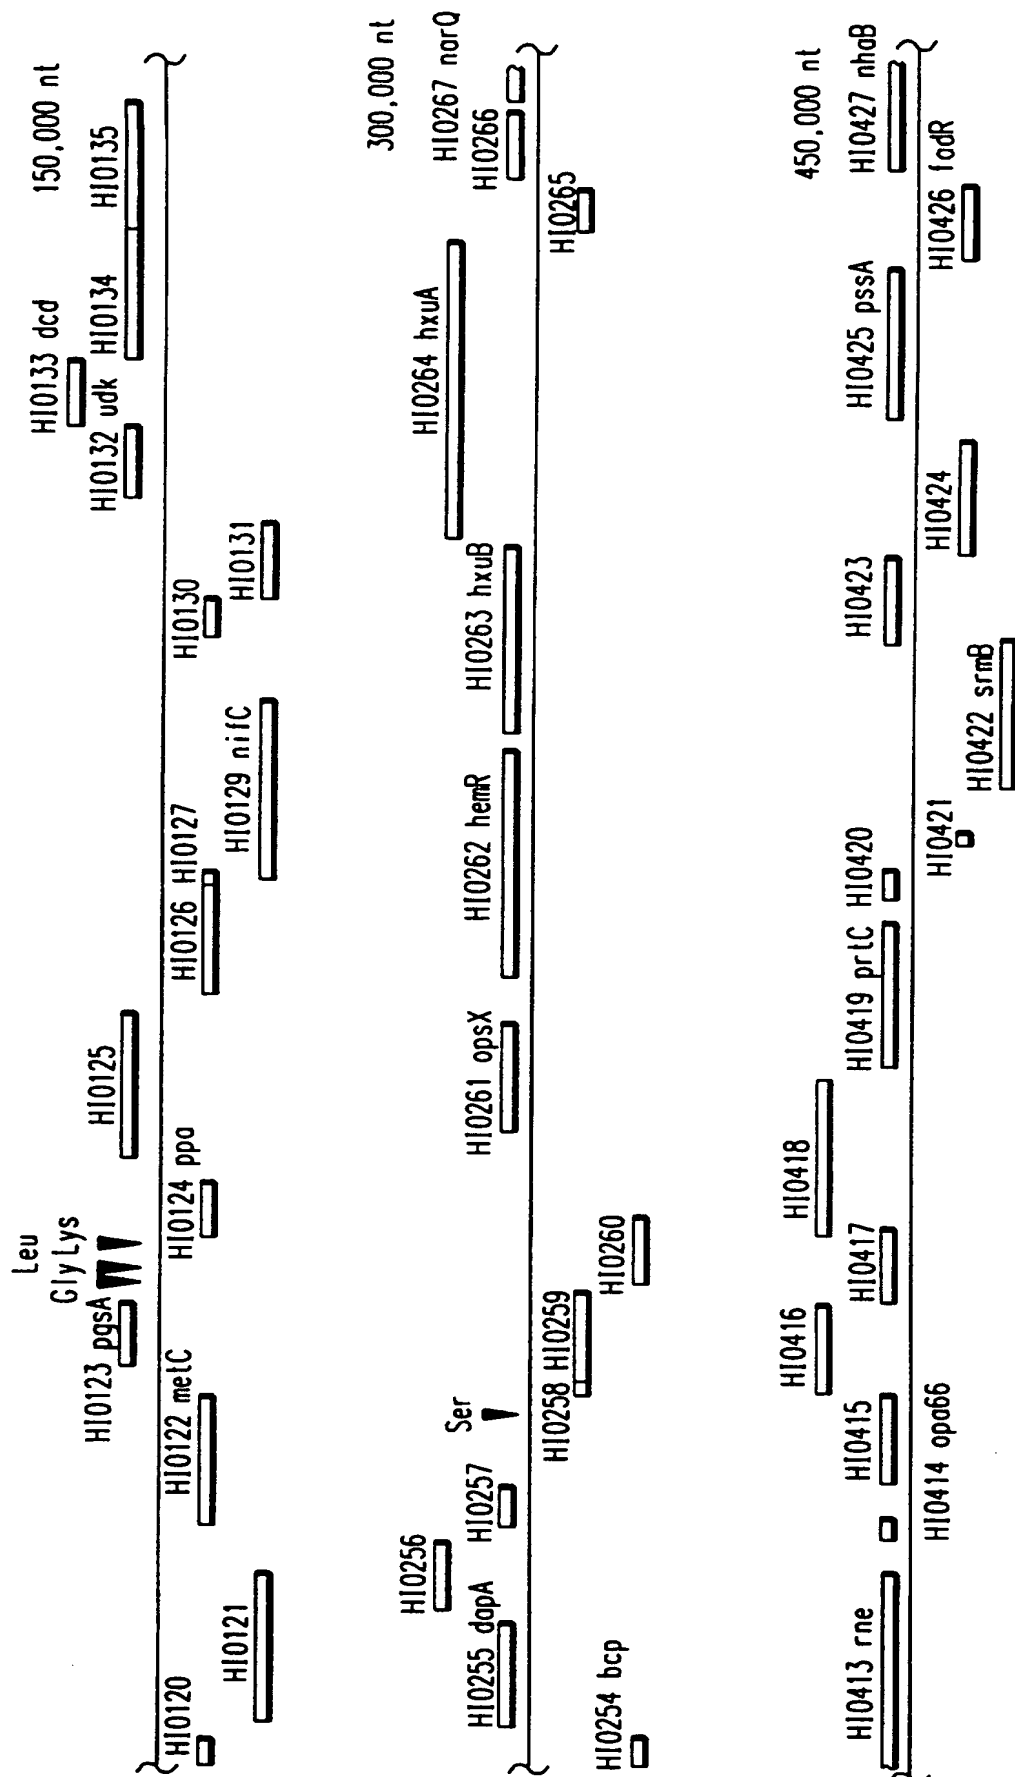 150,000 nt
HI0120
HI0121
HI0122 metC
HI0123 pgsA
Gly Lys
Leu
HI0124 ppa
HI0125
HI0126 HI0127
HI0129 nifC
HI0130
HI0131
HI0132 udk
HI0133 dcd
HI0134
HI0135
300,000 nt
HI0254 bcp
HI0255 dapA
HI0256
HI0257
Ser
HI0258 HI0259
HI0260
HI0261 opsX
HI0262 hemR
HI0263 hxuB
HI0264 hxuA
HI0265
HI0266
HI0267 narQ
450,000 nt
HI0413 rne
HI0414 opa66
HI0415
HI0416
HI0417
HI0418
HI0419 prtC
HI0420
HI0421
HI0422 srmB
HI0423
HI0424
HI0425 pssA
HI0426 fadR
HI0427 nhaB